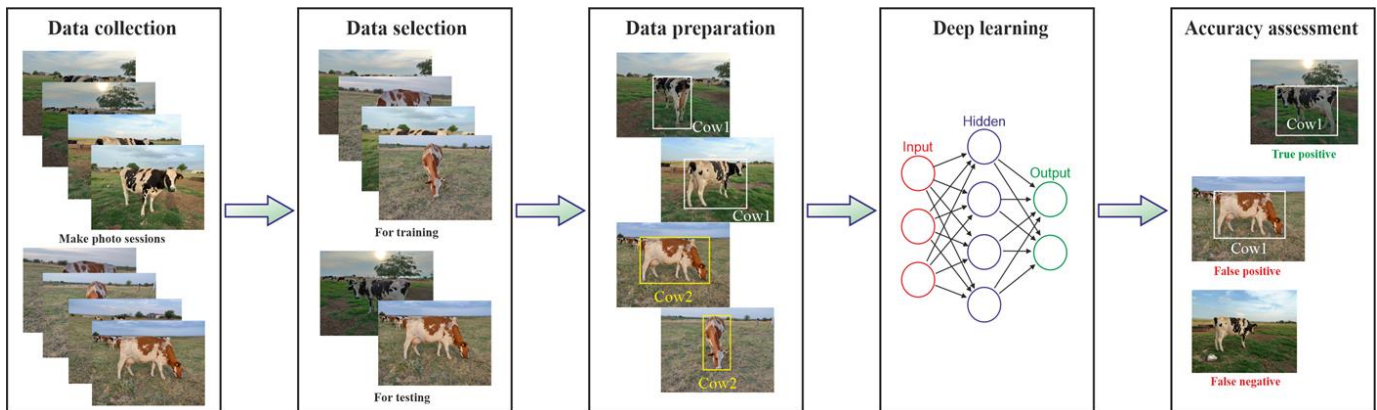 Data collection
Make photo sessions
Data selection
For training
For testing
Data preparation
Cow1
Cow1
Cow2
Cow2
Deep learning
Input
Hidden
Output
Accuracy assessment
Cow1
True positive
Cow1
False positive
False negative